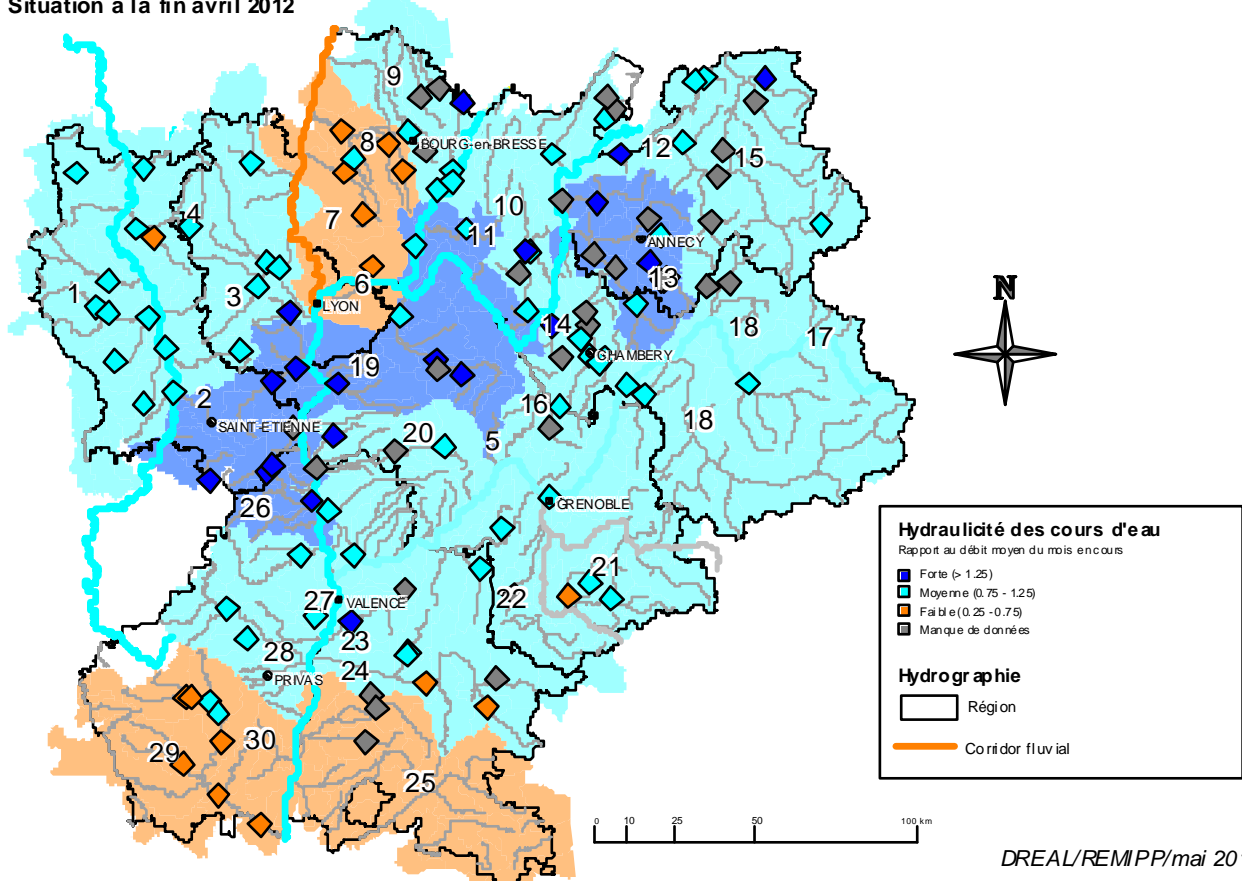 Situation à la fin avril 2012
9
8
BOURG-en-BRESSE
12
15
7
4
10
11
ANNECY
13
1
3
6
LYON
14
18
17
CHAMBERY
19
2
16
18
SAINT-ETIENNE
20
5
26
GRENOBLE
21
22
27
VALENCE
23
28
24
PRIVAS
29
30
25
N
Hydraulicité des cours d'eau
Rapport au débit moyen du mois en cours
Forte (> 1.25)
Moyenne (0.75 - 1.25)
Faible (0.25 -0.75)
Manque de données
Hydrographie
Région
Corridor fluvial
0 10 25 50 100 km
DREAL/REMIPP/mai 201